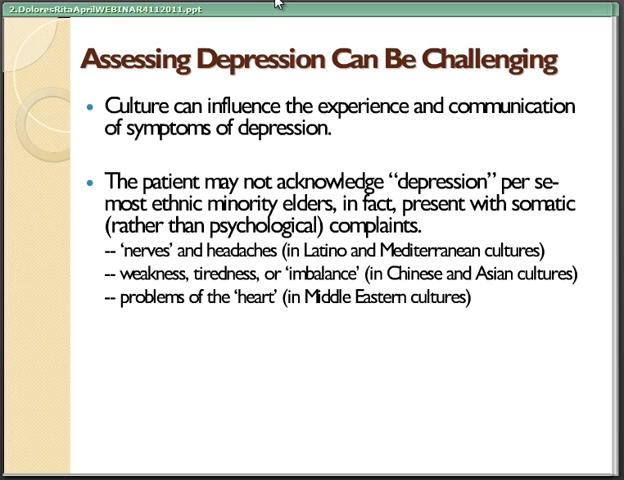 2.DoloresRitaAprilWEBINAR4112011.ppt
Assessing Depression Can Be Challenging
• Culture can influence the experience and communication
of symptoms of depression.
• The patient may not acknowledge “depression” per se-
most ethnic minority elders, in fact, present with somatic
(rather than psychological) complaints.
-- ‘nerves’ and headaches (in Latino and Mediterranean cultures)
-- weakness, tiredness, or ‘imbalance’ (in Chinese and Asian cultures)
-- problems of the ‘heart’ (in Middle Eastern cultures)